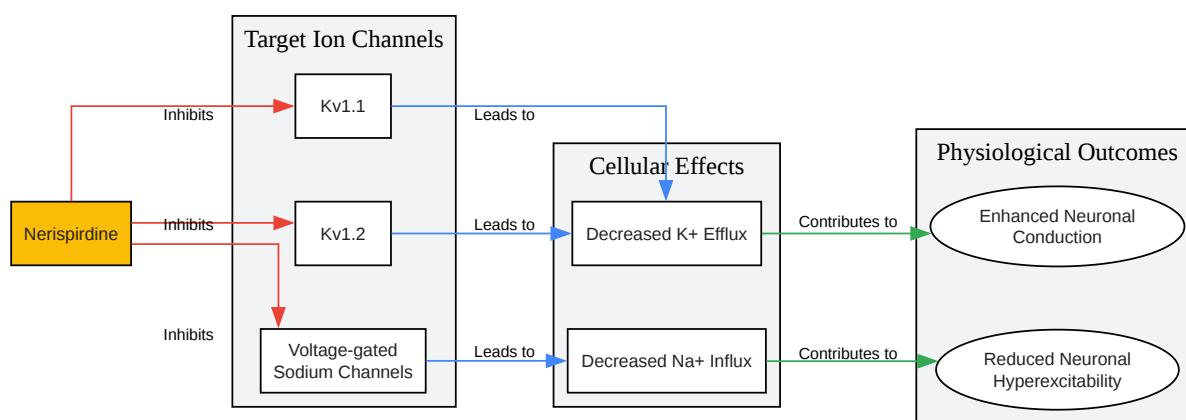 Target Ion Channels
Kv1.1
Inhibits
Leads to
Cellular Effects
Physiological Outcomes
Nerispirdine
Inhibits
Kv1.2
Leads to
Decreased K+ Efflux
Contributes to
Enhanced Neuronal
Conduction
Inhibits
Voltage-gated
Sodium Channels
Leads to
Decreased Na+ Influx
Contributes to
Reduced Neuronal
Hyperexcitability